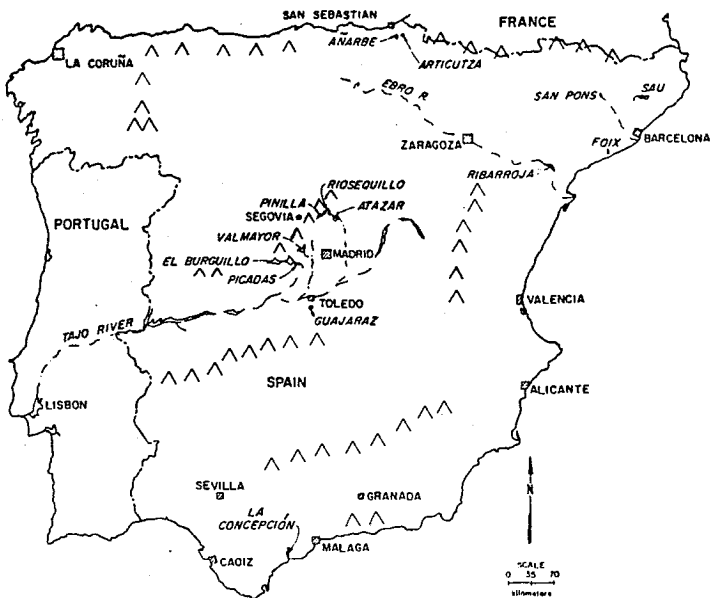 SAN SEBASTIAN
FRANCE
AÑARBE
ARTICUTZA
LA CORUÑA
EBRO R.
SAN PONS
SAU
ZARAGOZA
BARCELONA
FOIX
RIBARROJA
RIOSEQUILLO
PINILLA
ATAZAR
SEGOVIA
PORTUGAL
VALMAYOR
MADRID
EL BURGUILLO
PICADAS
TOLEDO
VALENCIA
GUAJARAZ
TAJO RIVER
SPAIN
ALICANTE
LISBON
SEVILLA
GRANADA
N
LA
CONCEPCIÓN
MALAGA
CADIZ
SCALE
0 35 70
kilometers